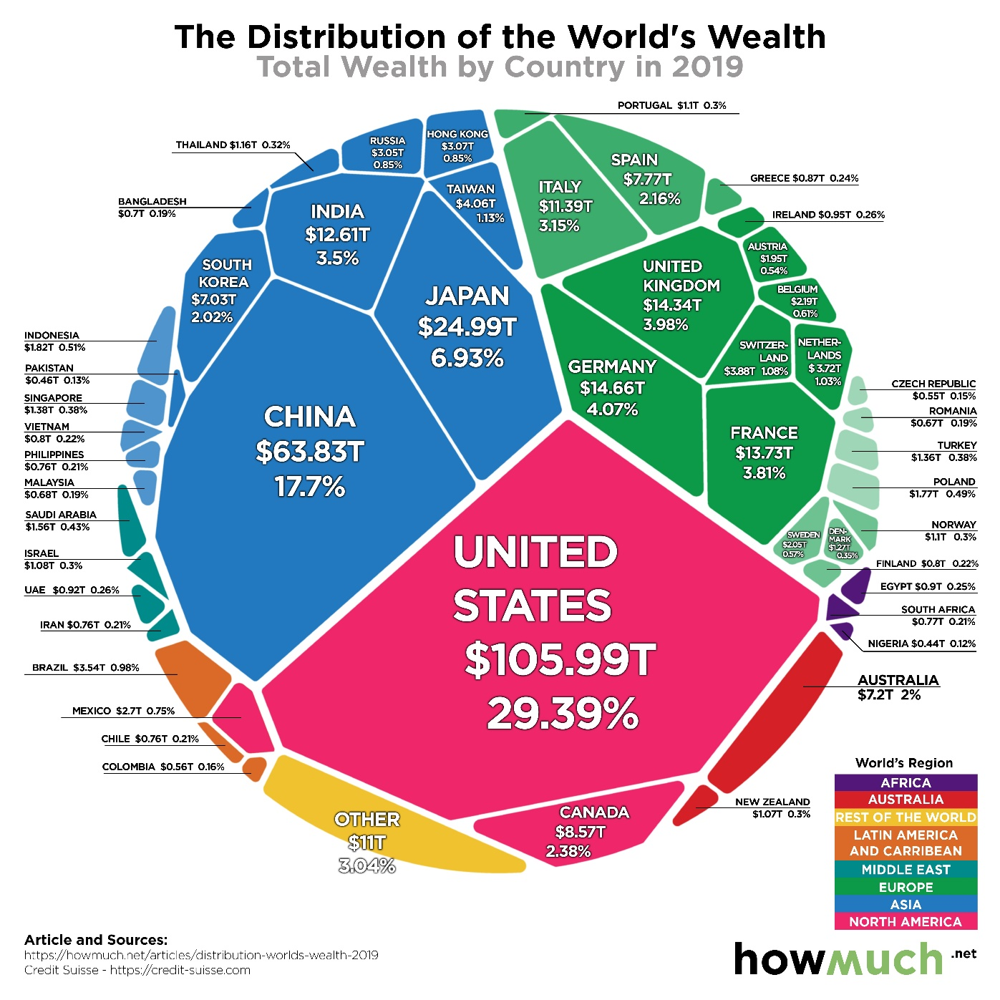 The Distribution of the World's Wealth
Total Wealth by Country in 2019
PORTUGAL $1.1T 0.3%
THAILAND $1.16T 0.32%
RUSSIA
$3.05T
0.85%
HONG KONG
$3.07T
0.85%
SPAIN
$7.77T
2.16%
GREECE $0.87T 0.24%
ITALY
$11.39T
3.15%
TAIWAN
$4.06T
1.13%
BANGLADESH
$0.7T 0.19%
INDIA
$12.61T
3.5%
IRELAND $0.95T 0.26%
AUSTRIA
$1.95T
0.54%
SOUTH
KOREA
$7.03T
2.02%
UNITED
KINGDOM
$14.34T
3.98%
JAPAN
$24.99T
6.93%
BELGIUM
$2.19T
0.61%
INDONESIA
$1.82T 0.51%
SWITZER-
LAND
$3.88T 1.08%
NETHER-
LANDS
$ 3.72T
1.03%
GERMANY
$14.66T
4.07%
PAKISTAN
$0.46T 0.13%
SINGAPORE
$1.38T 0.38%
CZECH REPUBLIC
$0.55T 0.15%
CHINA
$63.83T
17.7%
ROMANIA
$0.67T 0.19%
VIETNAM
$0.8T 0.22%
FRANCE
$13.73T
3.81%
TURKEY
$1.36T 0.38%
PHILIPPINES
$0.76T 0.21%
MALAYSIA
$0.68T 0.19%
POLAND
$1.77T 0.49%
SAUDI ARABIA
$1.56T 0.43%
NORWAY
$1.1T 0.3%
SWEDEN
$2.05T
0.57%
DEN-
MARK
$1.27T
0.35%
UNITED
STATES
$105.99T
29.39%
ISRAEL
$1.08T 0.3%
FINLAND $0.8T 0.22%
UAE $0.92T 0.26%
EGYPT $0.9T 0.25%
SOUTH AFRICA
$0.77T 0.21%
IRAN $0.76T 0.21%
NIGERIA $0.44T 0.12%
BRAZIL $3.54T 0.98%
AUSTRALIA
$7.2T 2%
MEXICO $2.7T 0.75%
CHILE $0.76T 0.21%
COLOMBIA $0.56T 0.16%
NEW ZEALAND
$1.07T 0.3%
CANADA
$8.57T
2.38%
OTHER
$11T
3.04%
World's Region
AFRICA
AUSTRALIA
REST OF THE WORLD
LATIN AMERICA
AND CARRIBEAN
MIDDLE EAST
EUROPE
ASIA
NORTH AMERICA
Article and Sources:
https://howmuch.net/articles/distribution-worlds-wealth-2019
Credit Suisse - https://credit-suisse.com
howmuch.net